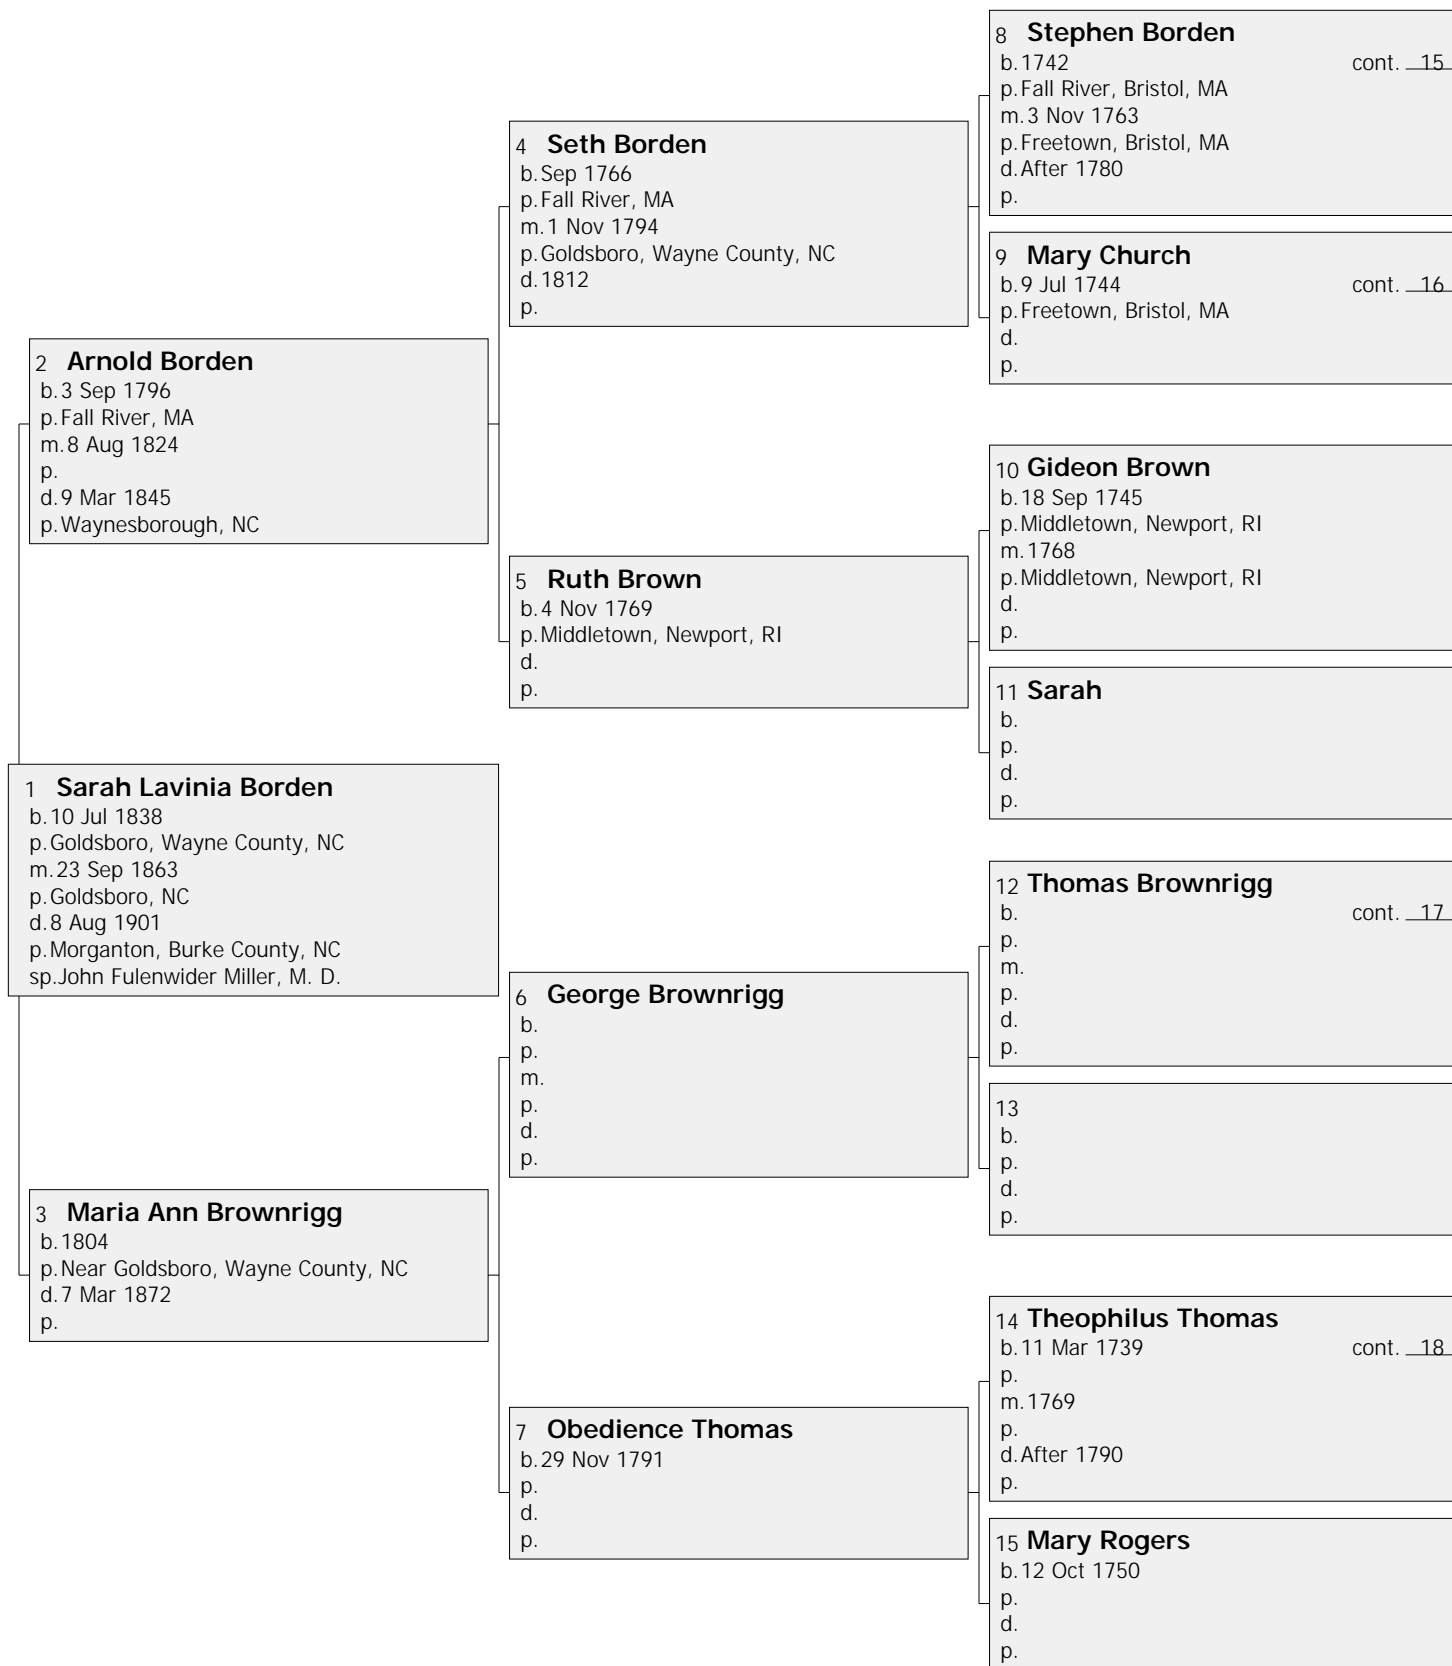 8 Stephen Borden
b.1742 cont. 15
p.Fall River, Bristol, MA
m.3 Nov 1763
p.Freetown, Bristol, MA
d.After 1780
p.
4 Seth Borden
b.Sep 1766
p.Fall River, MA
m.1 Nov 1794
p.Goldsboro, Wayne County, NC
d.1812
p.
9 Mary Church
b.9 Jul 1744 cont. 16
p.Freetown, Bristol, MA
d.
p.
2 Arnold Borden
b.3 Sep 1796
p.Fall River, MA
m.8 Aug 1824
p.
d.9 Mar 1845
p.Waynesborough, NC
10 Gideon Brown
b.18 Sep 1745
p.Middletown, Newport, RI
m.1768
p.Middletown, Newport, RI
d.
p.
5 Ruth Brown
b.4 Nov 1769
p.Middletown, Newport, RI
d.
p.
11 Sarah
b.
p.
d.
p.
1 Sarah Lavinia Borden
b.10 Jul 1838
p.Goldsboro, Wayne County, NC
m.23 Sep 1863
p.Goldsboro, NC
d.8 Aug 1901
p.Morganton, Burke County, NC
sp.John Fulenwider Miller, M. D.
12 Thomas Brownrigg
b. cont. 17
p.
m.
p.
d.
p.
6 George Brownrigg
b.
p.
m.
p.
d.
p.
13
b.
p.
d.
p.
3 Maria Ann Brownrigg
b.1804
p.Near Goldsboro, Wayne County, NC
d.7 Mar 1872
p.
14 Theophilus Thomas
b.11 Mar 1739 cont. 18
p.
m.1769
p.
d.After 1790
p.
7 Obedience Thomas
b.29 Nov 1791
p.
d.
p.
15 Mary Rogers
b.12 Oct 1750
p.
d.
p.